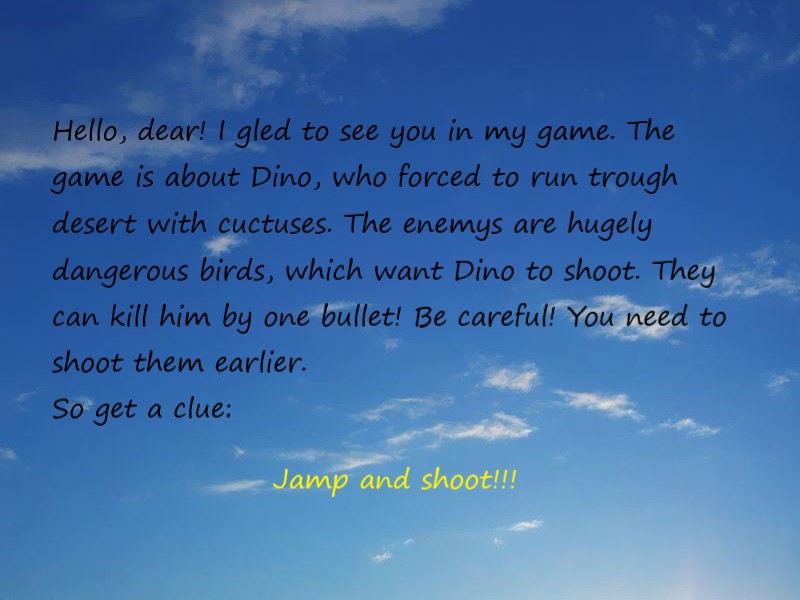 Hello, dear! I gled to see you in my game. The
game is about Dino, who forced to run trough
desert with cuctuses. The enemys are hugely
dangerous birds, which want Dino to shoot. They
can kill him by one bullet! Be careful! You need to
shoot them earlier.
So get a clue:
Jamp and shoot!!!